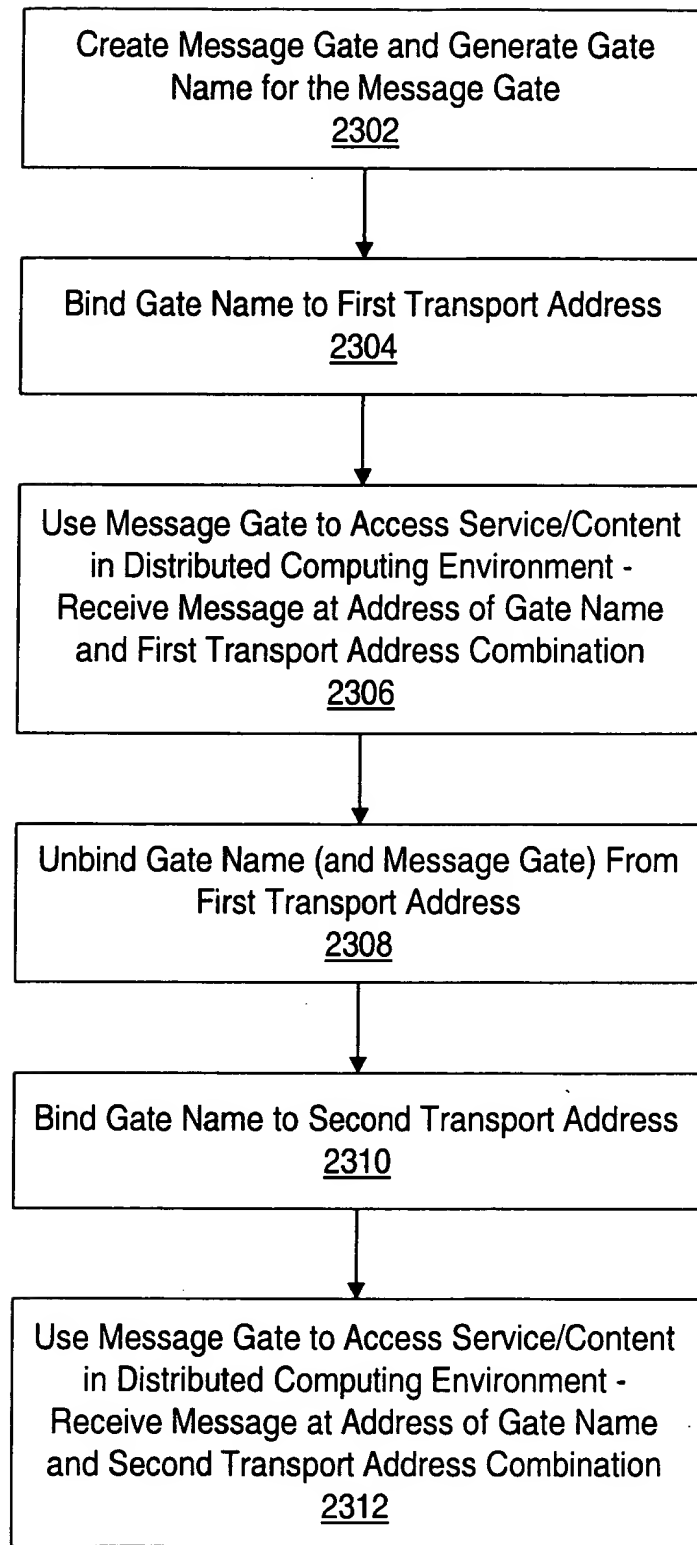 Create Message Gate and Generate Gate
Name for the Message Gate
2302
Bind Gate Name to First Transport Address
2304
Use Message Gate to Access Service/Content
in Distributed Computing Environment -
Receive Message at Address of Gate Name
and First Transport Address Combination
2306
Unbind Gate Name (and Message Gate) From
First Transport Address
2308
Bind Gate Name to Second Transport Address
2310
Use Message Gate to Access Service/Content
in Distributed Computing Environment -
Receive Message at Address of Gate Name
and Second Transport Address Combination
2312